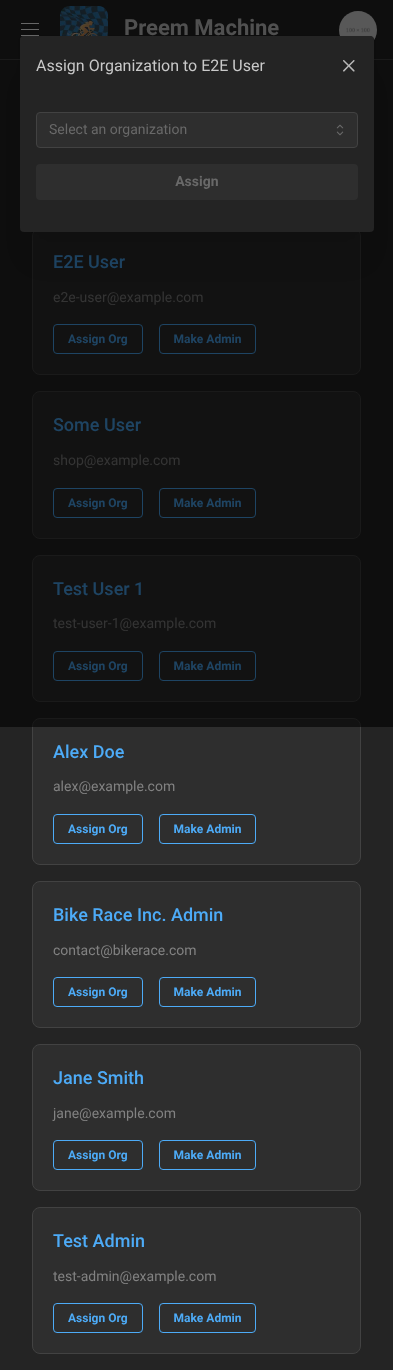 Preem Machine
Assign Organization to E2E User
Select an organization
Assign
E2E User
e2e-user@example.com
Assign Org
Make Admin
Some User
shop@example.com
Assign Org
Make Admin
Test User 1
test-user-1@example.com
Assign Org
Make Admin
Alex Doe
alex@example.com
Assign Org
Make Admin
Bike Race Inc. Admin
contact@bikerace.com
Assign Org
Make Admin
Jane Smith
jane@example.com
Assign Org
Make Admin
Test Admin
test-admin@example.com
Assign Org
Make Admin